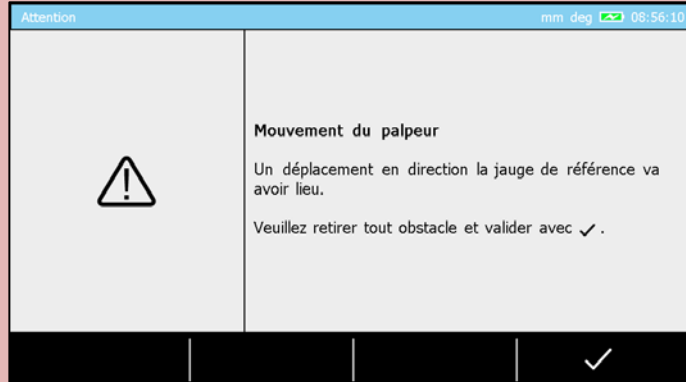 Attention
mm deg 08:56:10
Mouvement du palpeur
Un déplacement en direction la jauge de référence va
avoir lieu.
Veuillez retirer tout obstacle et valider avec ✓ .